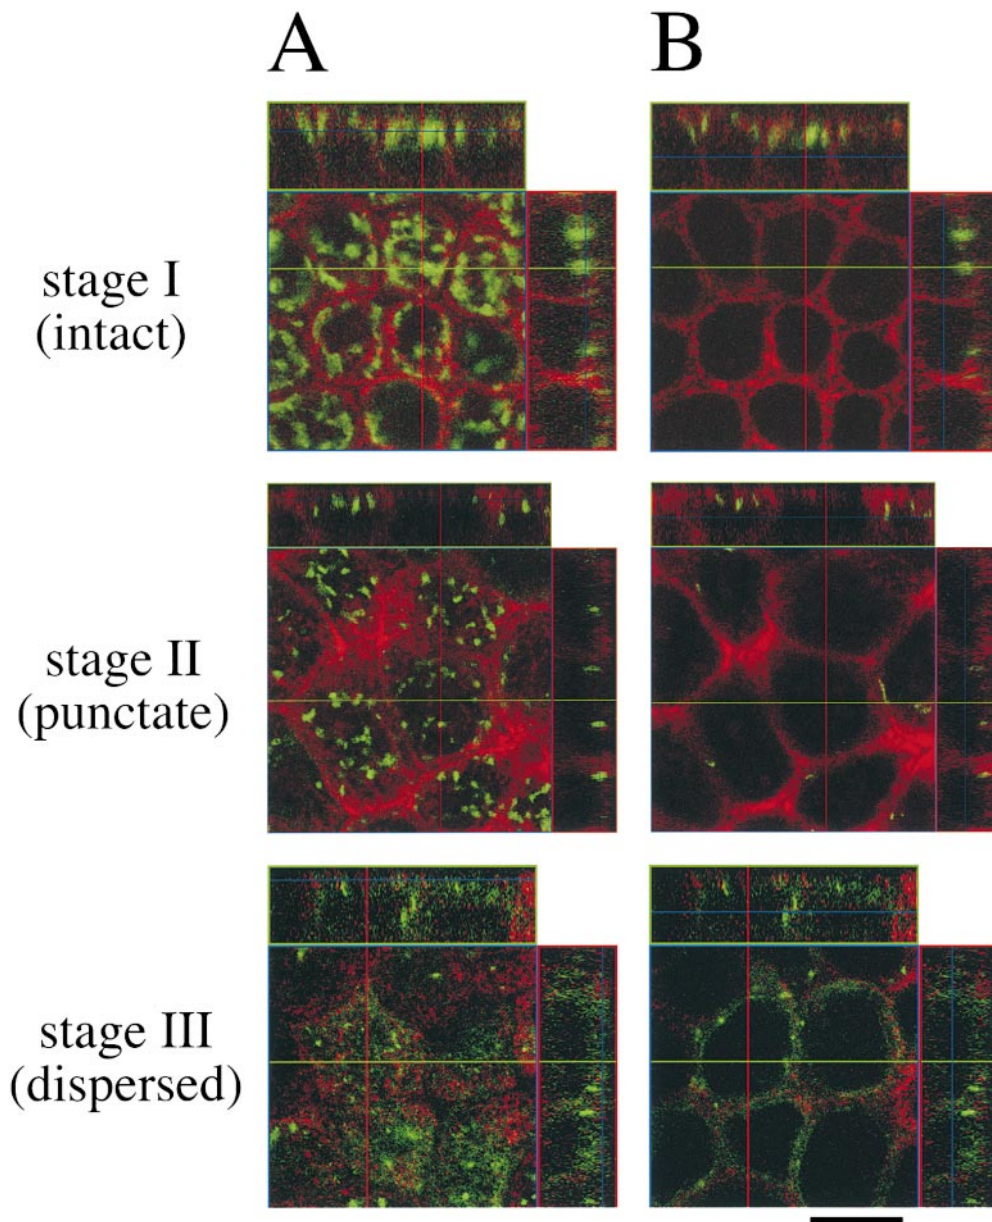 A B
stage I
(intact)
stage II
(punctate)
stage III
(dispersed)